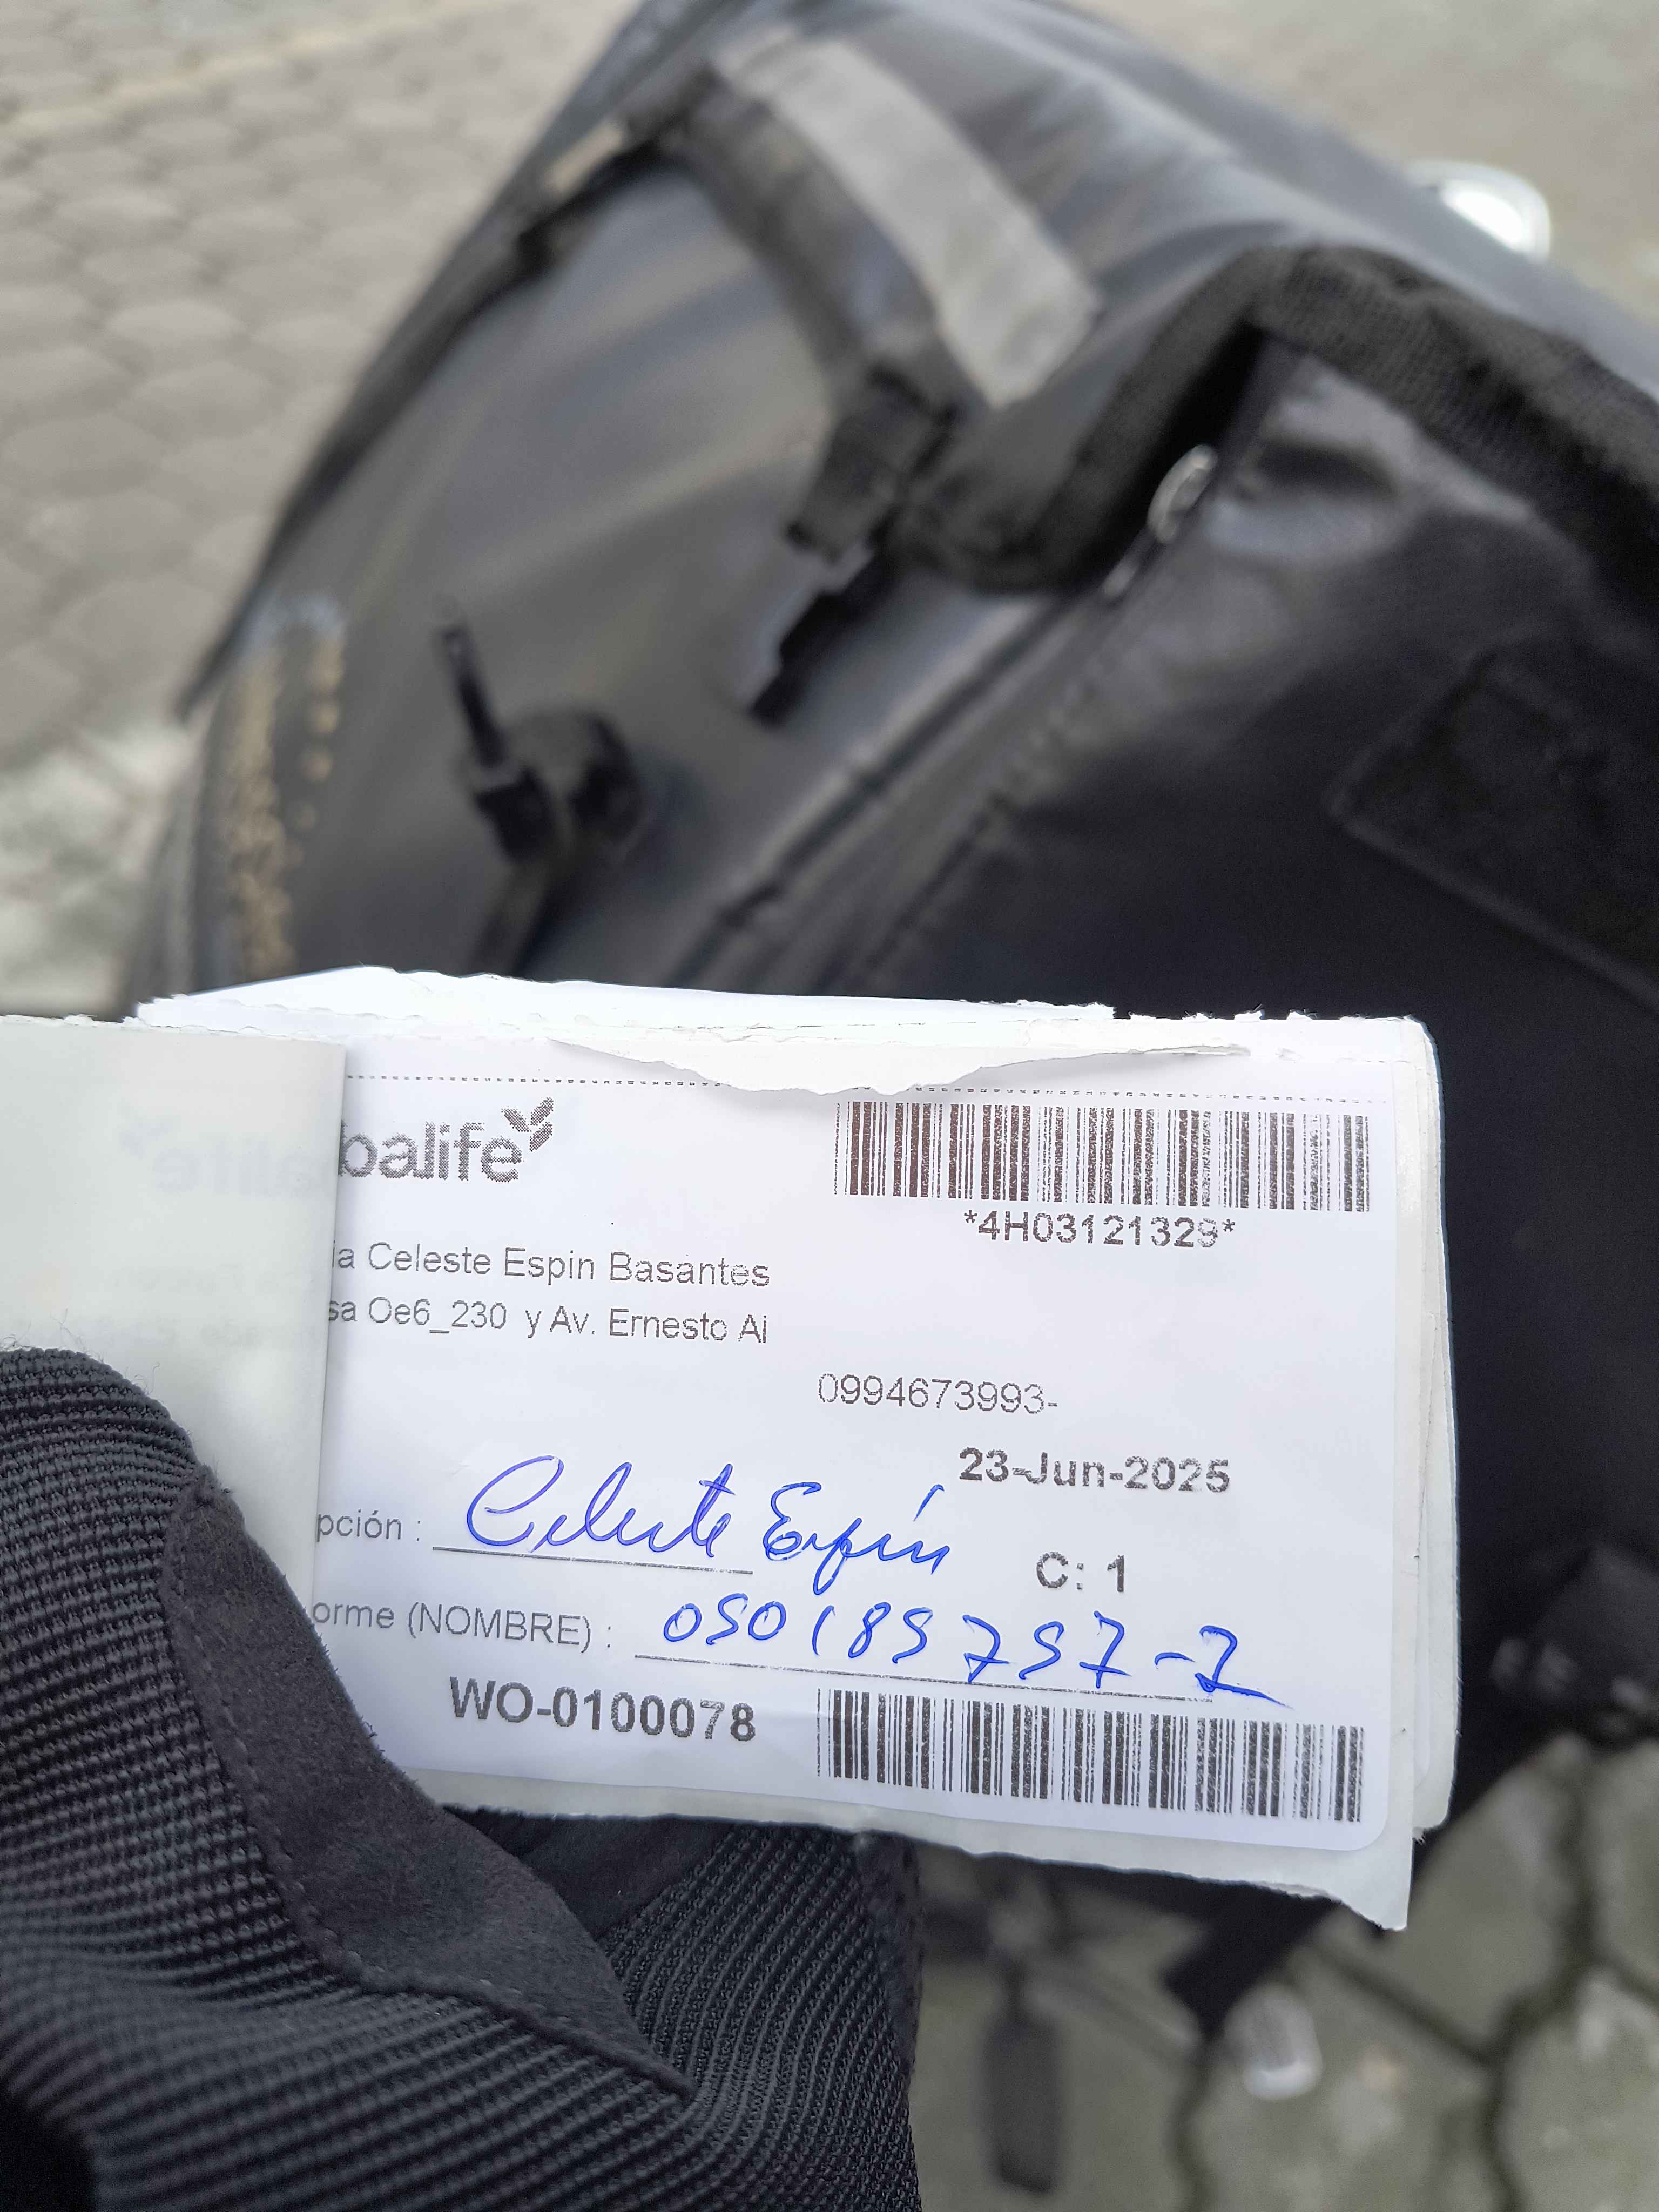 balife
*4H03121329*
ia Celeste Espin Basantes
sa Oe6_230 y Av. Ernesto Al
0994673993-
23-Jun-2025
pción : Celeste Espín
C: 1
orme (NOMBRE) : 050189797-2
WO-0100078